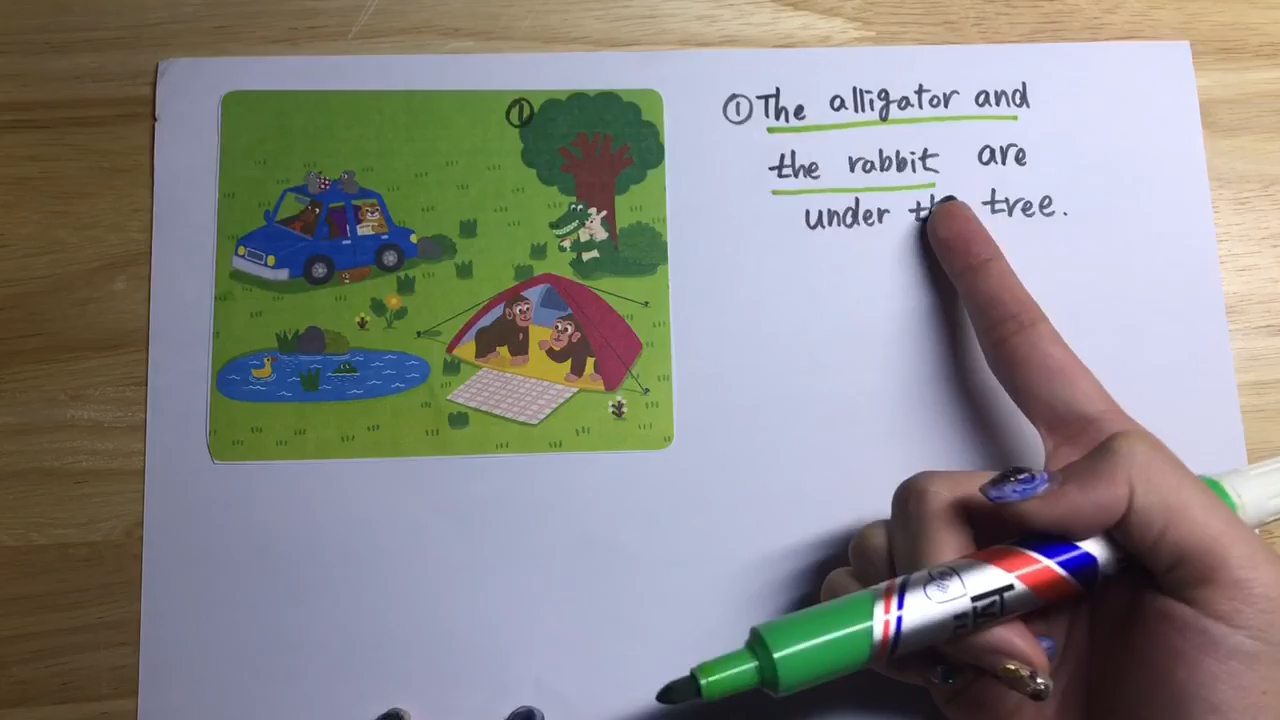 ①
① The alligator and
the rabbit are
under tree.